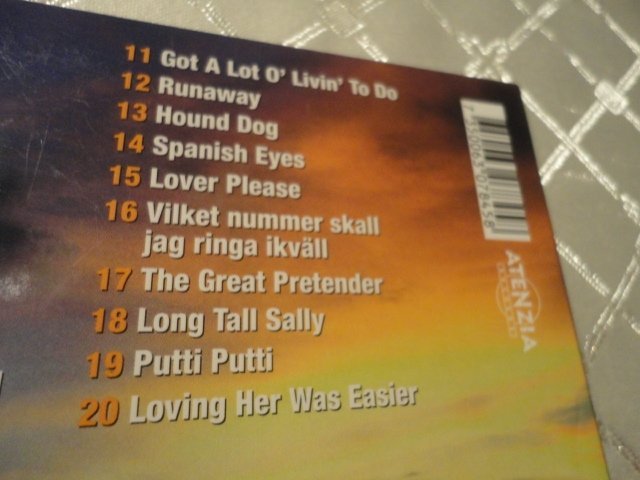 11 Got A Lot O' Livin' To Do
12 Runaway
13 Hound Dog
14 Spanish Eyes
15 Lover Please
16 Vilket nummer skall
jag ringa ikväll
17 The Great Pretender
18 Long Tall Sally
19 Putti Putti
20 Loving Her Was Easier
ATENZIA